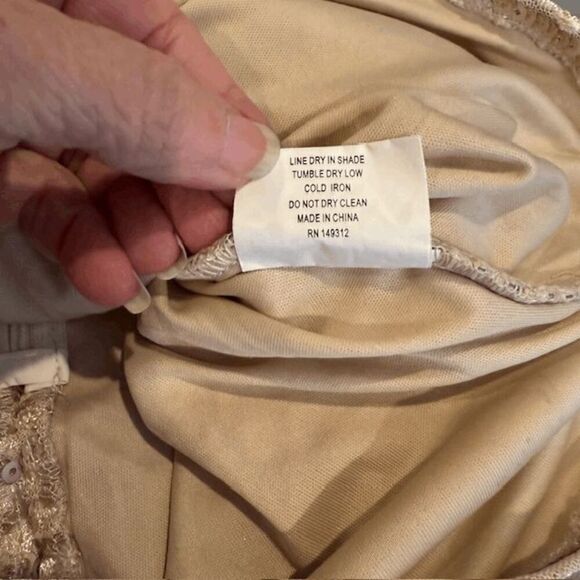 LINE DRY IN SHADE
TUMBLE DRY LOW
COLD IRON
DO NOT DRY CLEAN
MADE IN CHINA
RN 149312